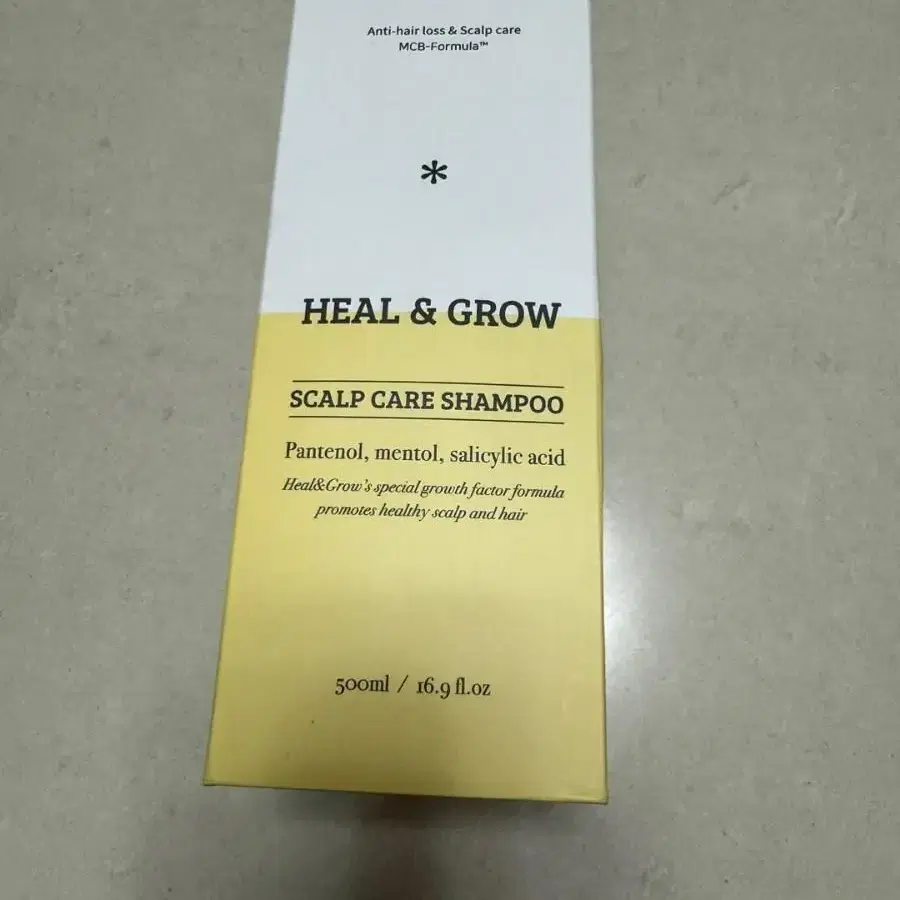 Anti-hair loss & Scalp care
MCB-Formula™
*
HEAL & GROW
SCALP CARE SHAMPOO
Pantenol, mentol, salicylic acid
Heal&Grow's special growth factor formula
promotes healthy scalp and hair
500ml / 16.9 fl.oz